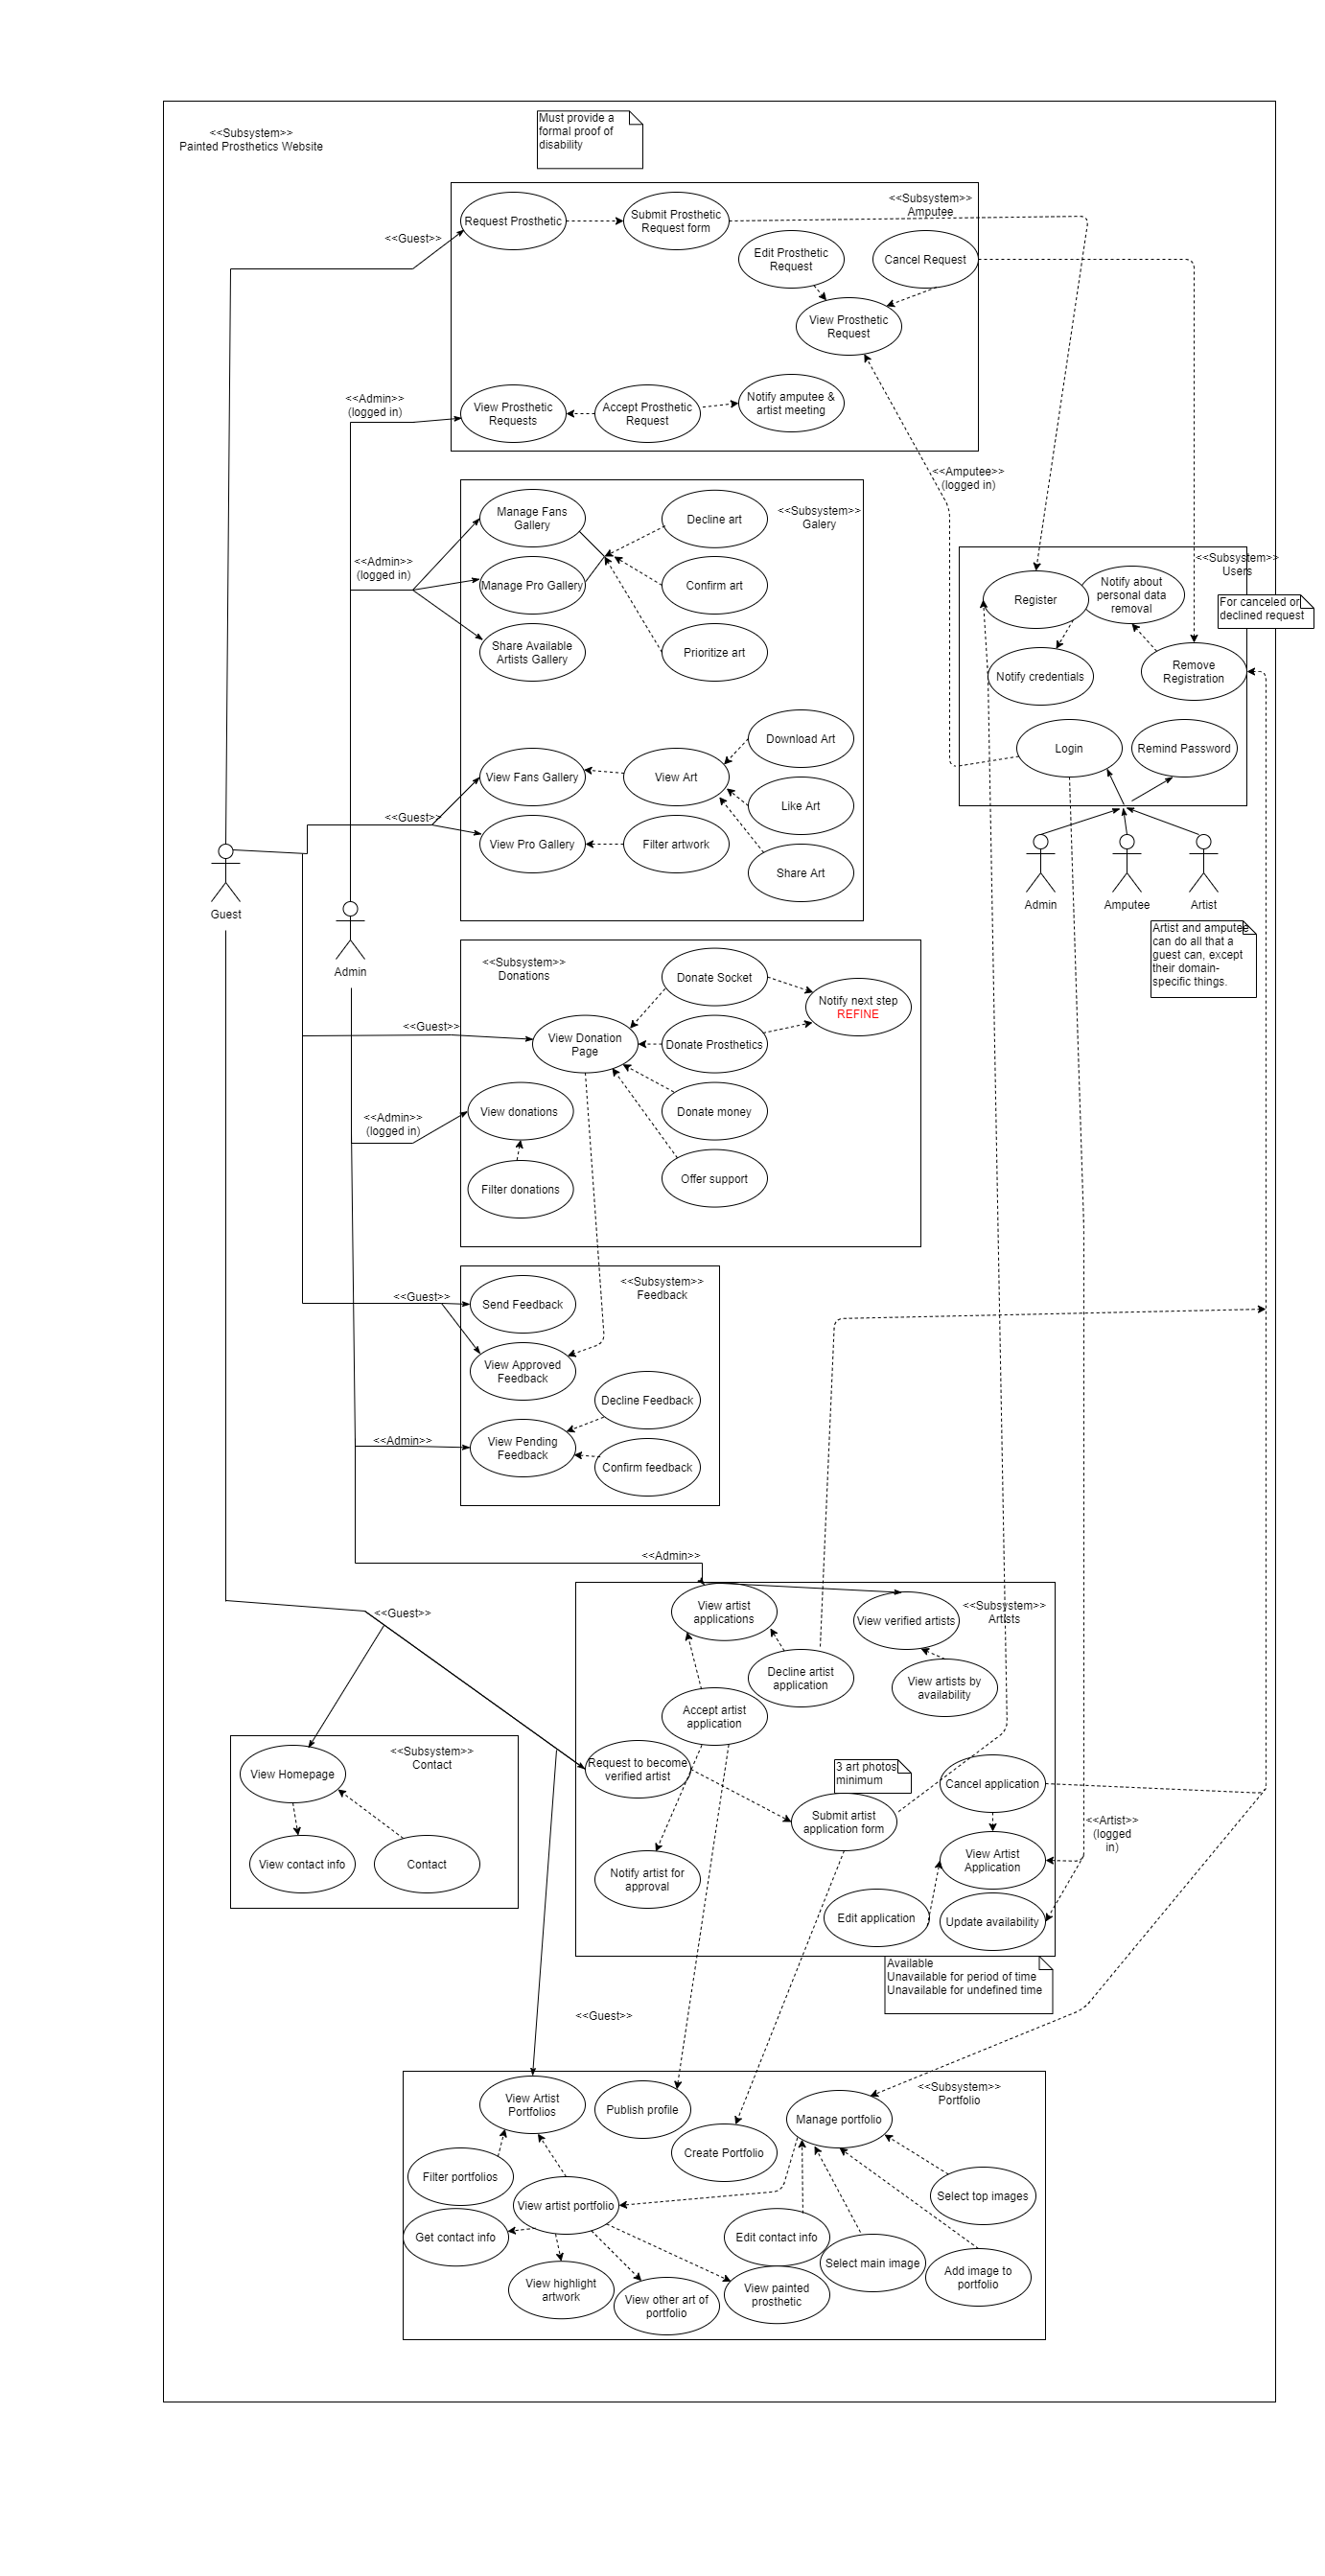 <<Subsystem>>
Painted Prosthetics Website
Must provide a
formal proof of
disability
<<Subsystem>>
Amputee
Request Prosthetic
Submit Prosthetic
Request form
<<Guest>>
Edit Prosthetic
Request
Cancel Request
View Prosthetic
Request
<<Admin>>
(logged in)
View Prosthetic
Requests
Accept Prosthetic
Request
Notify amputee &
artist meeting
<<Amputee>>
(logged in)
<<Subsystem>>
Galery
Manage Fans
Gallery
Decline art
<<Admin>>
(logged in)
Manage Pro Gallery
Confirm art
Share Available
Artists Gallery
Prioritize art
<<Subsystem>>
Users
Register
Notify about
personal data
removal
For canceled or
declined request
Notify credentials
Remove
Registration
Login
Remind Password
Download Art
View Fans Gallery
View Art
Like Art
<<Guest>>
View Pro Gallery
Filter artwork
Share Art
Guest
Admin
Admin
Amputee
Artist
Artist and amputee
can do all that a
guest can, except
their domain-
specific things.
<<Subsystem>>
Donations
Donate Socket
Notify next step
REFINE
<<Guest>>
View Donation
Page
Donate Prosthetics
<<Admin>>
(logged in)
View donations
Donate money
Filter donations
Offer support
<<Subsystem>>
Feedback
<<Guest>>
Send Feedback
View Approved
Feedback
Decline Feedback
<<Admin>>
View Pending
Feedback
Confirm feedback
<<Admin>>
View artist
applications
View verified artists
<<Subsystem>>
Artists
<<Guest>>
Decline artist
application
View artists by
availability
Accept artist
application
Request to become
verified artist
3 art photos
minimum
Cancel application
Submit artist
application form
<<Artist>>
(logged
in)
View Artist
Application
Notify artist for
approval
Edit application
Update availability
Available
Unavailable for period of time
Unavailable for undefined time
<<Subsystem>>
Contact
View Homepage
View contact info
Contact
<<Guest>>
<<Subsystem>>
Portfolio
View Artist
Portfolios
Publish profile
Manage portfolio
Create Portfolio
Filter portfolios
Select top images
View artist portfolio
Get contact info
Edit contact info
Select main image
Add image to
portfolio
View highlight
artwork
View other art of
portfolio
View painted
prosthetic